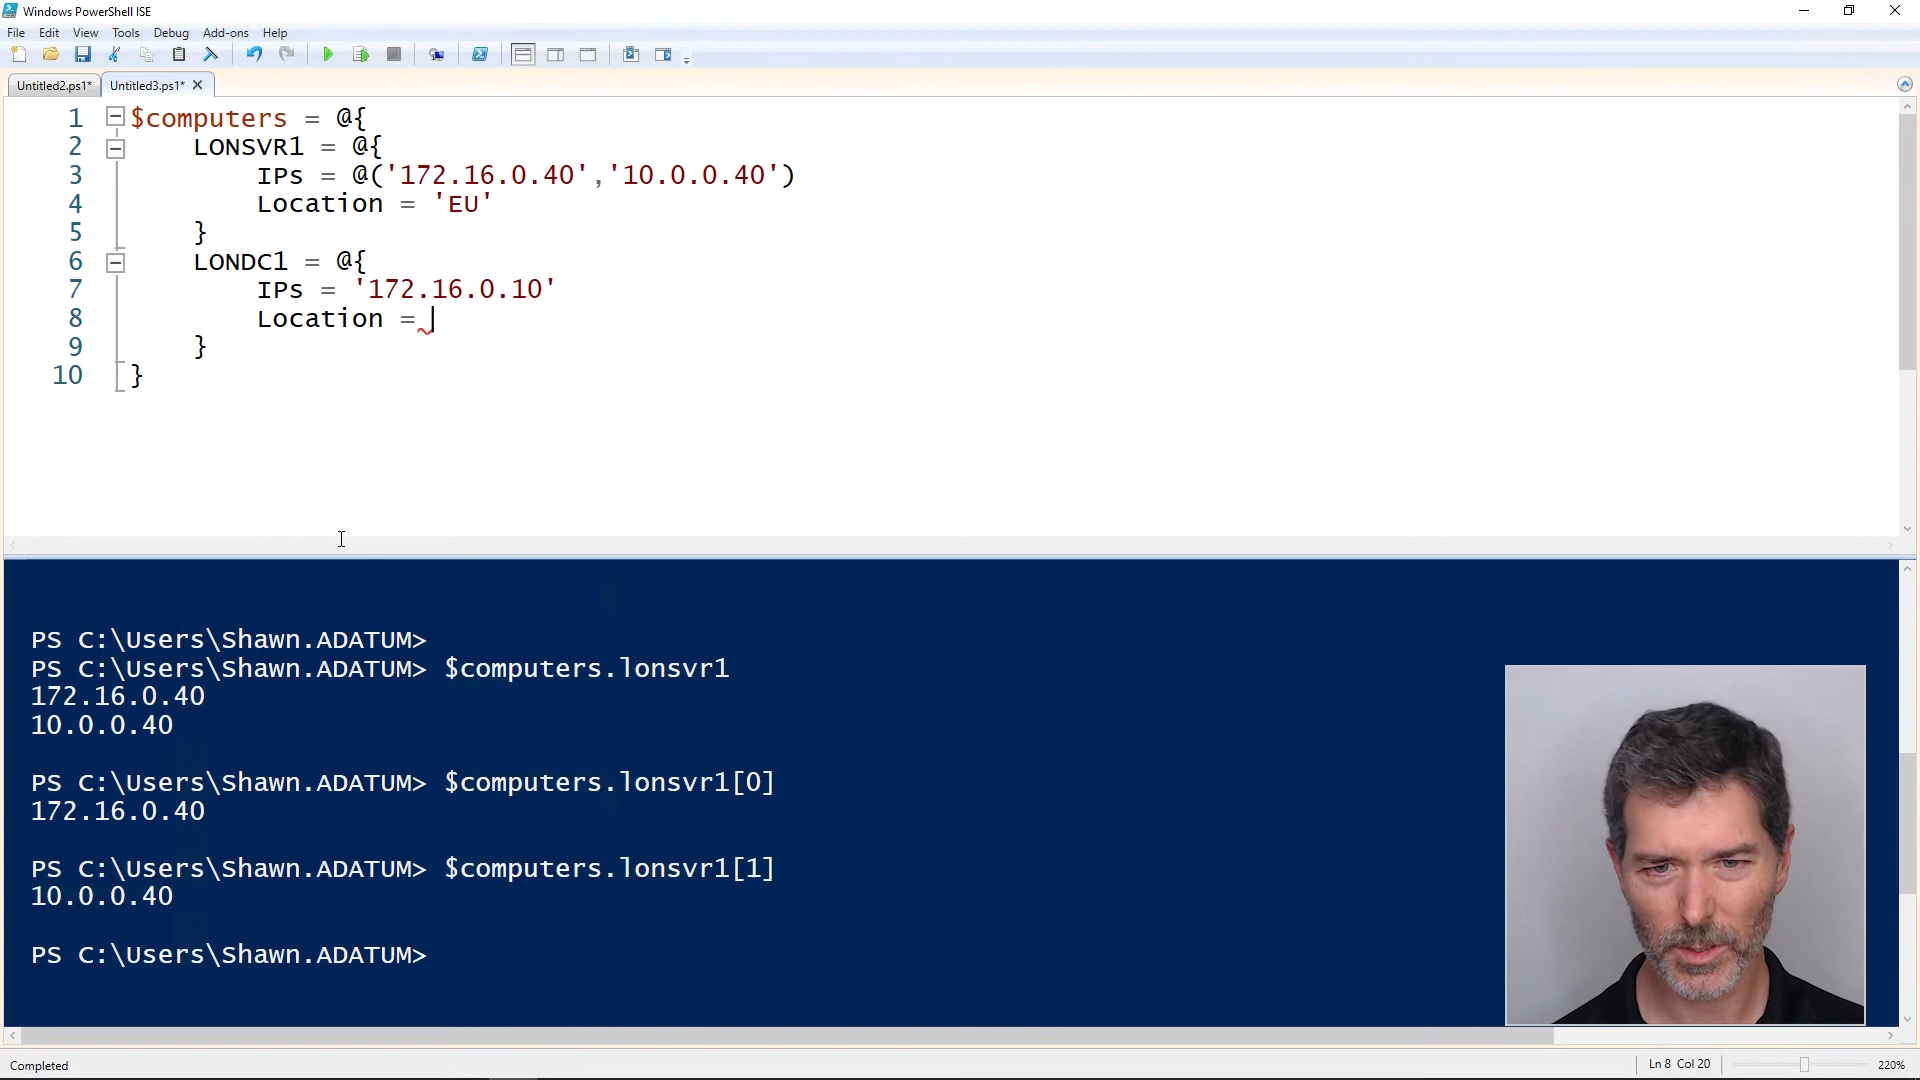 Windows PowerShell ISE
File Edit View Tools Debug Add-ons Help
Untitled2.ps1* Untitled3.ps1*
1 $computers = @{
2 LONSVR1 = @{
3 IPs = @('172.16.0.40','10.0.0.40')
4 Location = 'EU'
5 }
6 LONDC1 = @{
7 IPs = '172.16.0.10'
8 Location =
9 }
10 }
PS C:\Users\Shawn.ADATUM>
PS C:\Users\Shawn.ADATUM> $computers.lonsvr1
172.16.0.40
10.0.0.40
PS C:\Users\Shawn.ADATUM> $computers.lonsvr1[0]
172.16.0.40
PS C:\Users\Shawn.ADATUM> $computers.lonsvr1[1]
10.0.0.40
PS C:\Users\Shawn.ADATUM>
Completed Ln 8 Col 20 220%